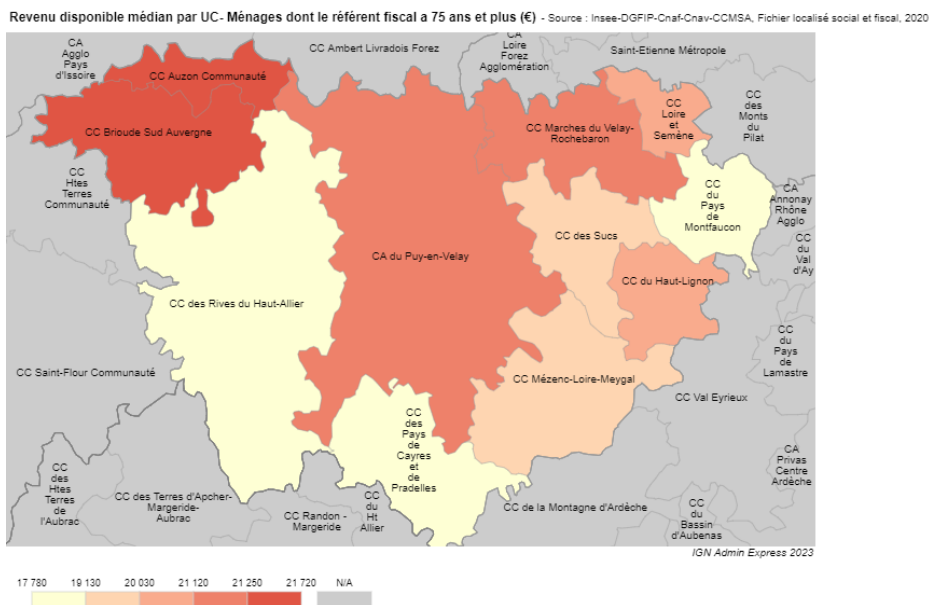 Revenu disponible médian par UC- Ménages dont le référent fiscal a 75 ans et plus (€) - Source : Insee-DGFIP-Cnaf-Cnav-CCMSA, Fichier localisé social et fiscal, 2020
CA
Agglo
Pays
d'Issoire
CC Ambert Livradois Forez
CA
Loire
Forez
Agglomération
Saint-Etienne Métropole
CC Auzon Communauté
CC Brioude Sud Auvergne
CC Marches du Velay-
Rochebaron
CC
Loire
et
Semène
CC
des
Monts
du
Pilat
CC
Htes
Terres
Communauté
CC
du
Pays
de
Montfaucon
CA
Annonay
Rhône
Agglo
CC des Sucs
CC
du
Val
d'Ay
CA du Puy-en-Velay
CC du Haut-Lignon
CC des Rives du Haut-Allier
CC
du
Pays
de
Lamastre
CC Saint-Flour Communauté
CC Mézenc-Loire-Meygal
CC Val Eyrieux
CC
des
Pays
de
Cayres
et
de
Pradelles
CA
Privas
Centre
Ardèche
CC
des
Htes
Terres
de
l'Aubrac
CC des Terres d'Apcher-
Margeride-
Aubrac
CC Randon -
Margeride
CC
du
Ht
Allier
CC de la Montagne d'Ardèche
CC
du
Bassin
d'Aubenas
IGN Admin Express 2023
17 780 19 130 20 030 21 120 21 250 21 720 N/A